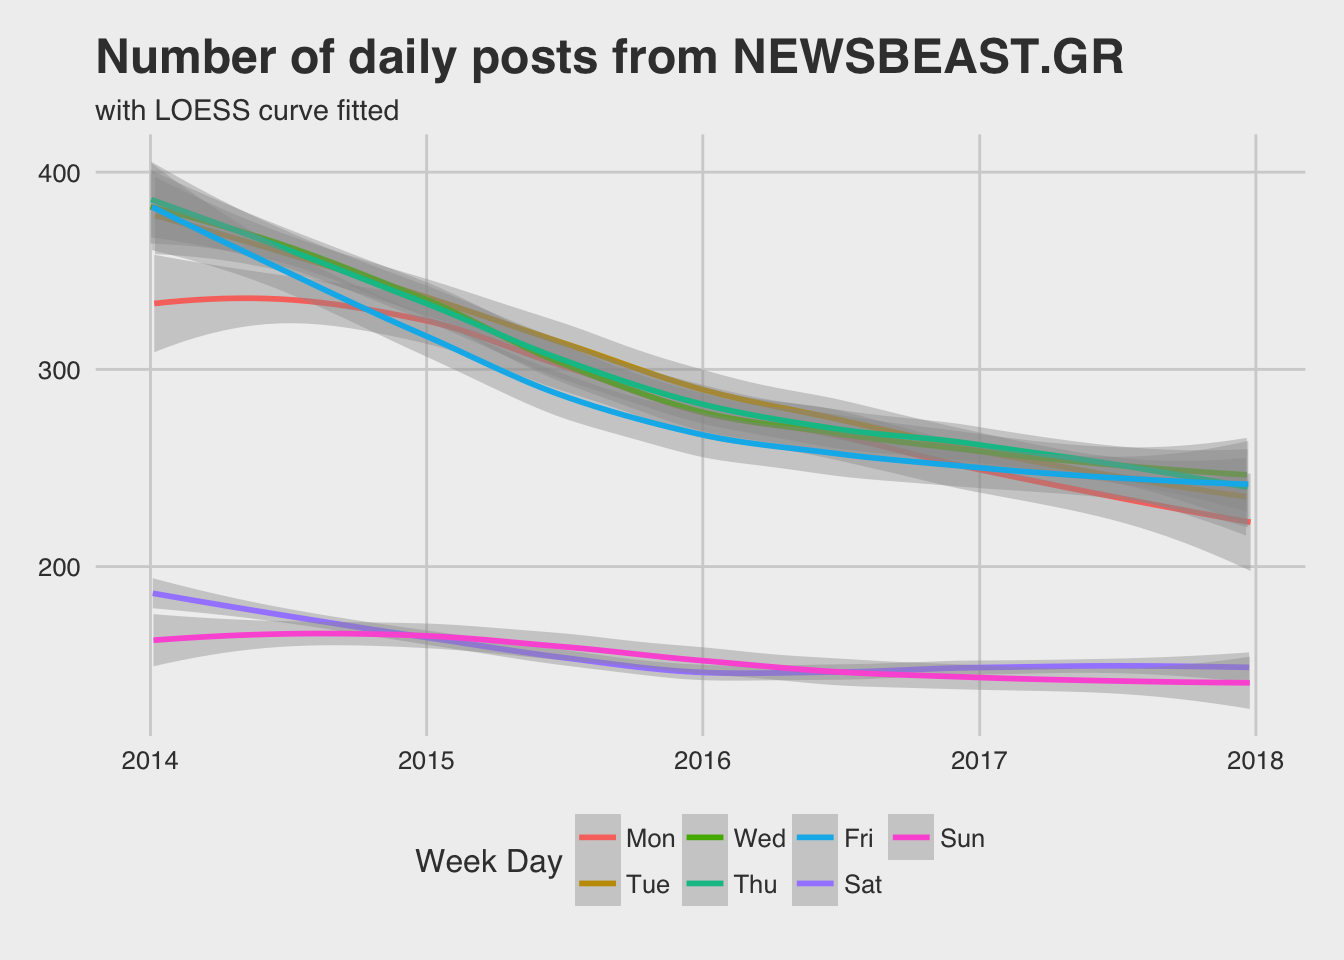 Number of daily posts from NEWSBEAST.GR
with LOESS curve fitted
400
300
200
2014 2015 2016 2017 2018
Week Day
Mon Wed Fri Sun
Tue Thu Sat